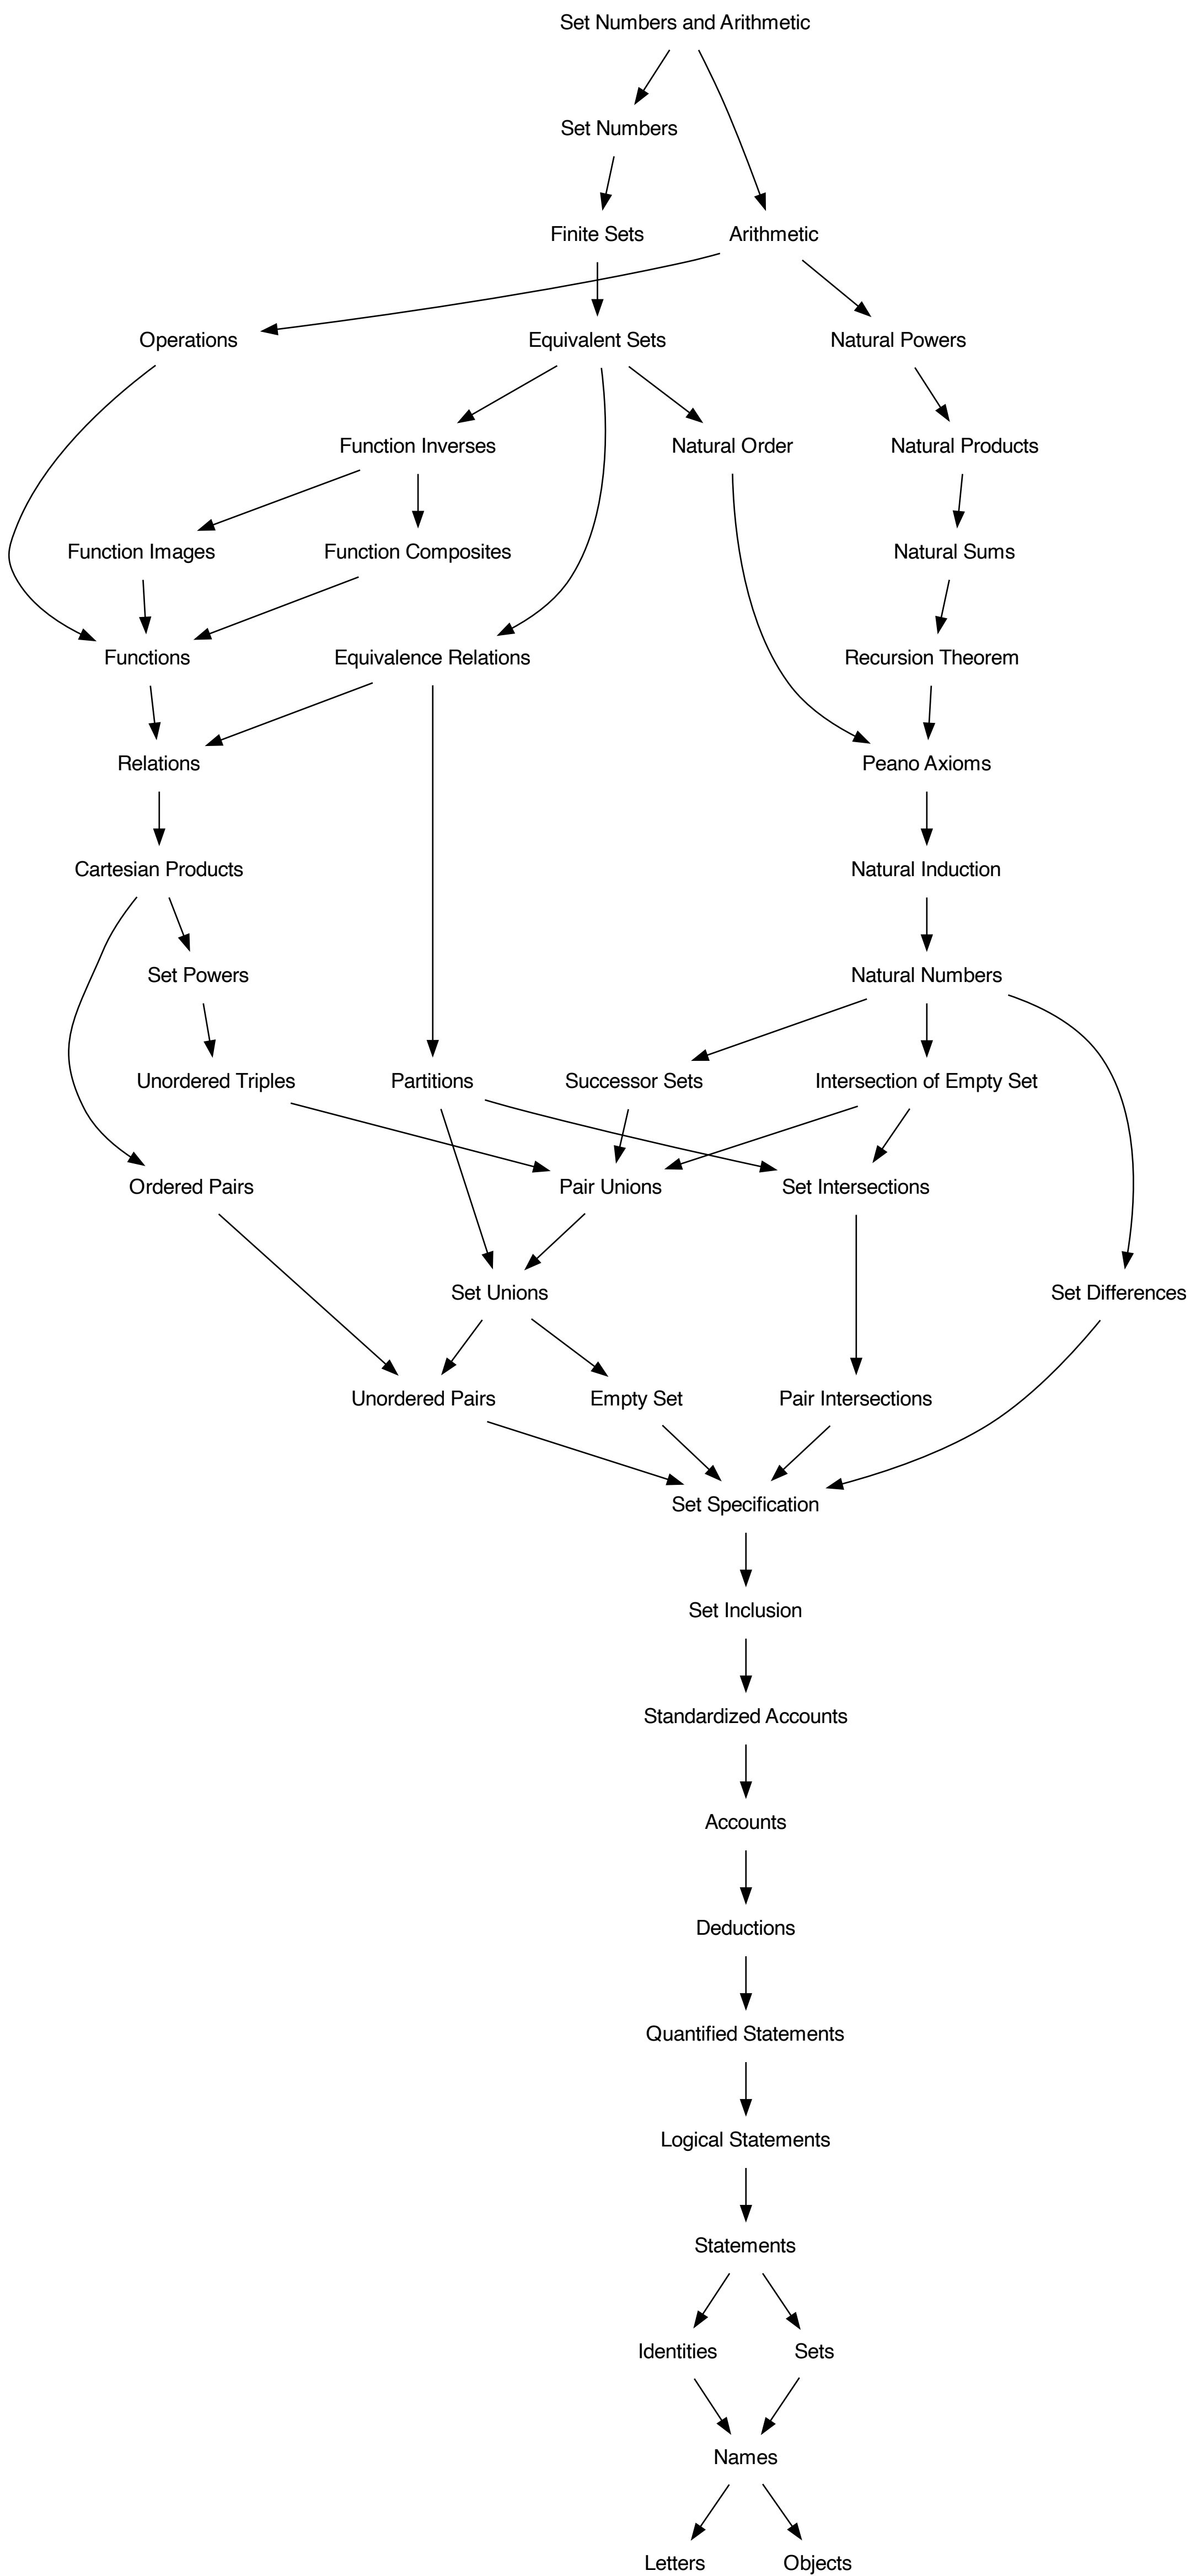 Set Numbers and Arithmetic
Set Numbers
Finite Sets
Arithmetic
Operations
Equivalent Sets
Natural Powers
Function Inverses
Natural Order
Natural Products
Function Images
Function Composites
Natural Sums
Functions
Equivalence Relations
Recursion Theorem
Relations
Peano Axioms
Cartesian Products
Natural Induction
Set Powers
Natural Numbers
Unordered Triples
Partitions
Successor Sets
Intersection of Empty Set
Ordered Pairs
Pair Unions
Set Intersections
Set Unions
Set Differences
Unordered Pairs
Empty Set
Pair Intersections
Set Specification
Set Inclusion
Standardized Accounts
Accounts
Deductions
Quantified Statements
Logical Statements
Statements
Identities
Sets
Names
Letters
Objects